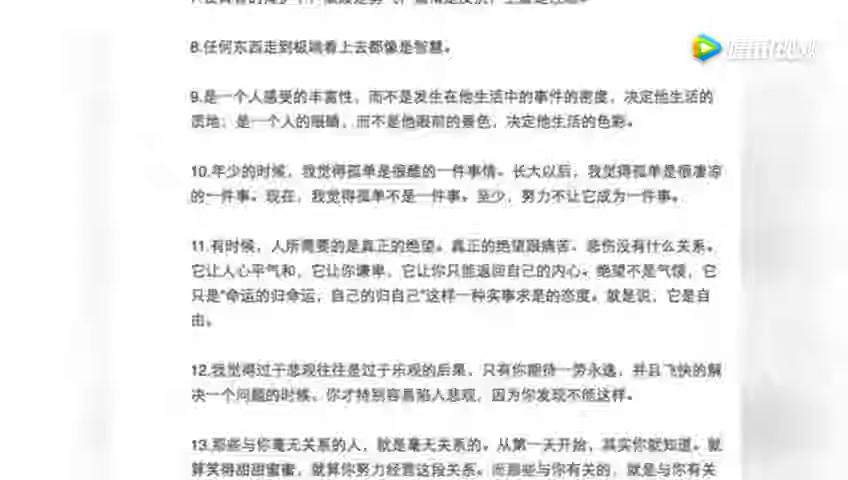 腾讯视频
8.任何东西走到极端看上去都像是智慧。
9.是一个人感受的丰富性，而不是发生在他生活中的事件的密度，决定他生活的
质地；是一个人的眼睛，而不是他眼前的景色，决定他生活的色彩。
10.年少的时候，我觉得孤单是很酷的一件事情。长大以后，我觉得孤单是很凄凉
的一件事。现在，我觉得孤单不是一件事。至少，努力不让它成为一件事。
11.有时候，人所需要的是真正的绝望。真正的绝望跟痛苦、悲伤没有什么关系。
它让人心平气和，它让你谦卑，它让你只能返回自己的内心。绝望不是气馁，它
只是“命运的归命运，自己的归自己”这样一种实事求是的态度。就是说，它是自
由。
12.我觉得过于悲观往往是过于乐观的后果，只有你期待一劳永逸，并且飞快的解
决一个问题的时候，你才特别容易陷入悲观，因为你发现不能这样。
13.那些与你毫无关系的人，就是毫无关系的。从第一天开始，其实你就知道。就
算笑得甜甜蜜蜜，就算你努力经营这段关系。而那些与你有关的，就是与你有关